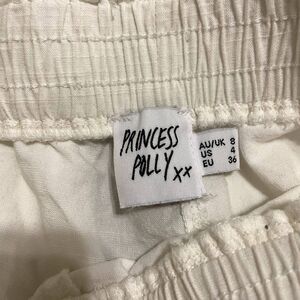 PRINCESS
POLLY xx
AU/UK 8
US 4
EU 36